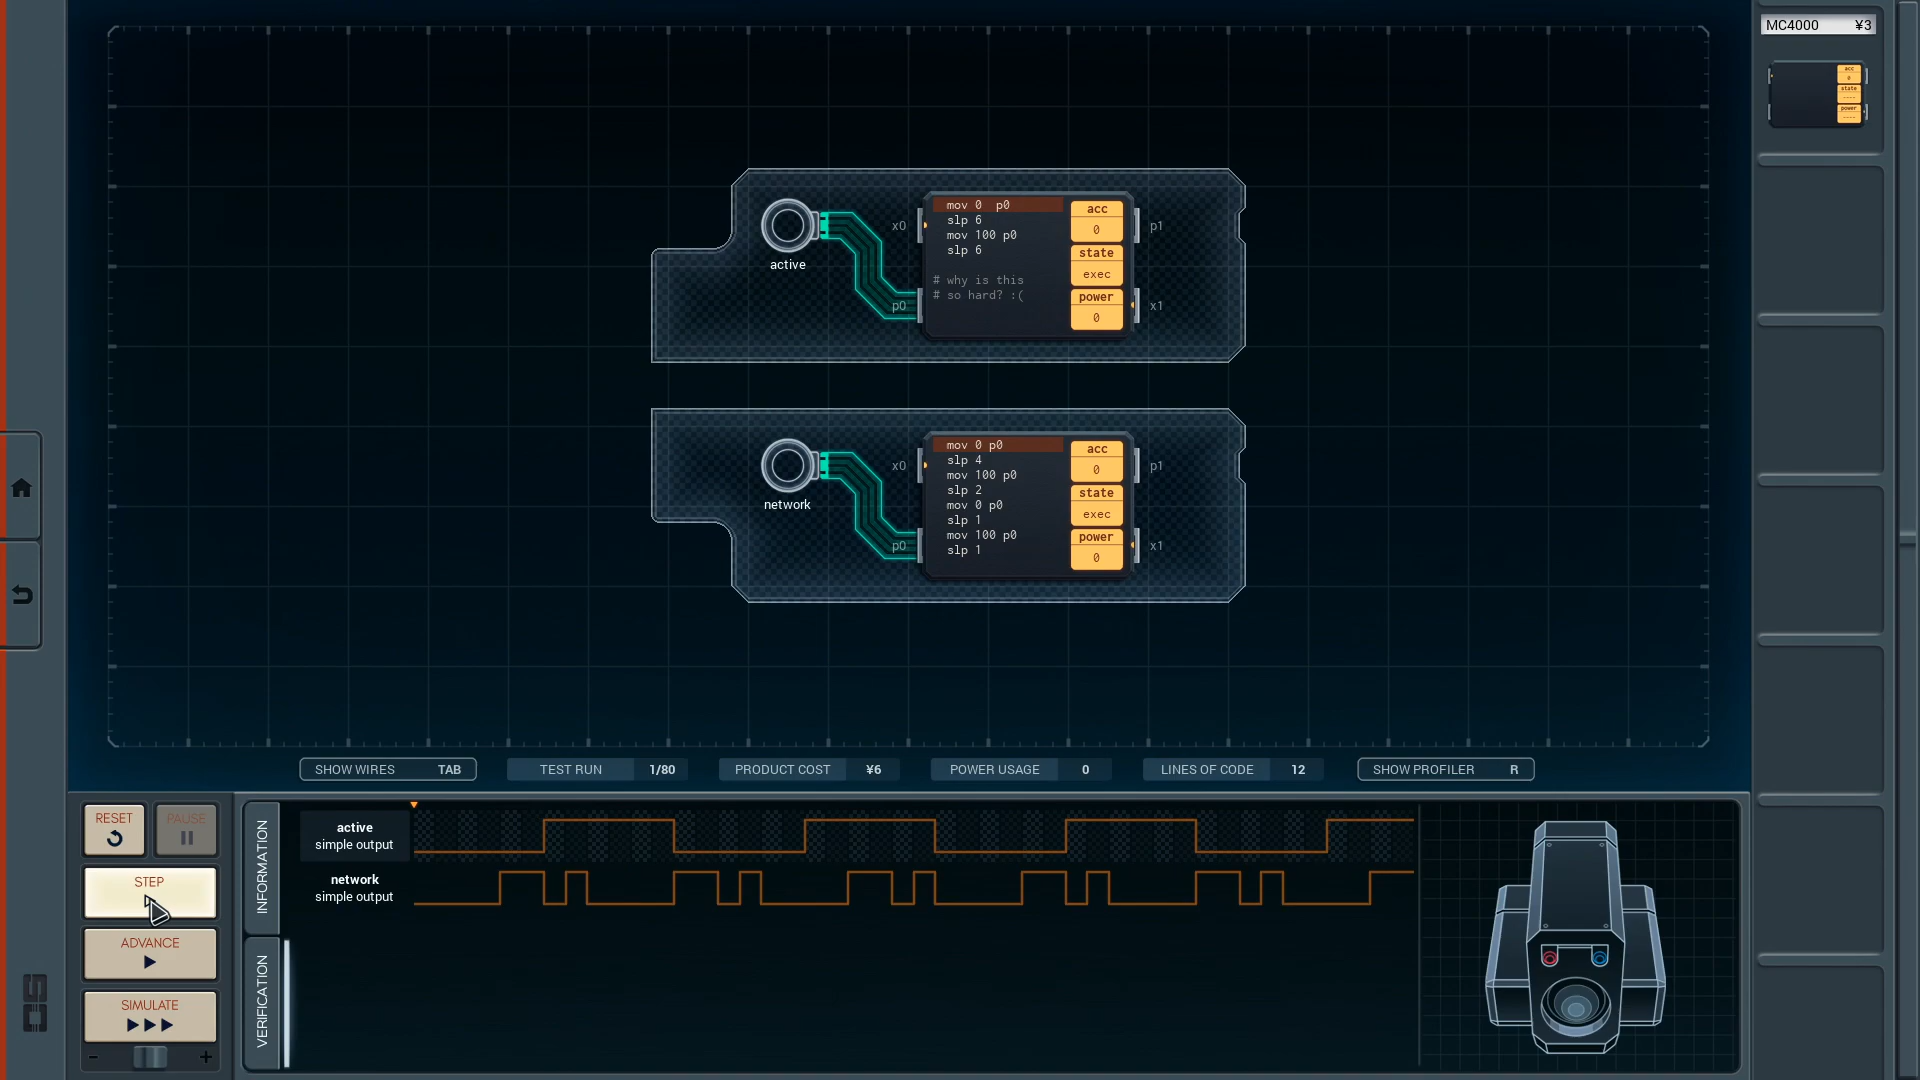 MC4000 ¥3
acc
0
state
power
x0
p0
active
mov 0  p0
slp 6
mov 100 p0
slp 6
# why is this
# so hard? :(
acc
0
state
exec
power
0
p1
x1
x0
p0
network
mov 0 p0
slp 4
mov 100 p0
slp 2
mov 0 p0
slp 1
mov 100 p0
slp 1
acc
0
state
exec
power
0
p1
x1
SHOW WIRES TAB
TEST RUN 1/80
PRODUCT COST ¥6
POWER USAGE 0
LINES OF CODE 12
SHOW PROFILER R
RESET
PAUSE
STEP
ADVANCE
SIMULATE
- +
INFORMATION
VERIFICATION
active
simple output
network
simple output